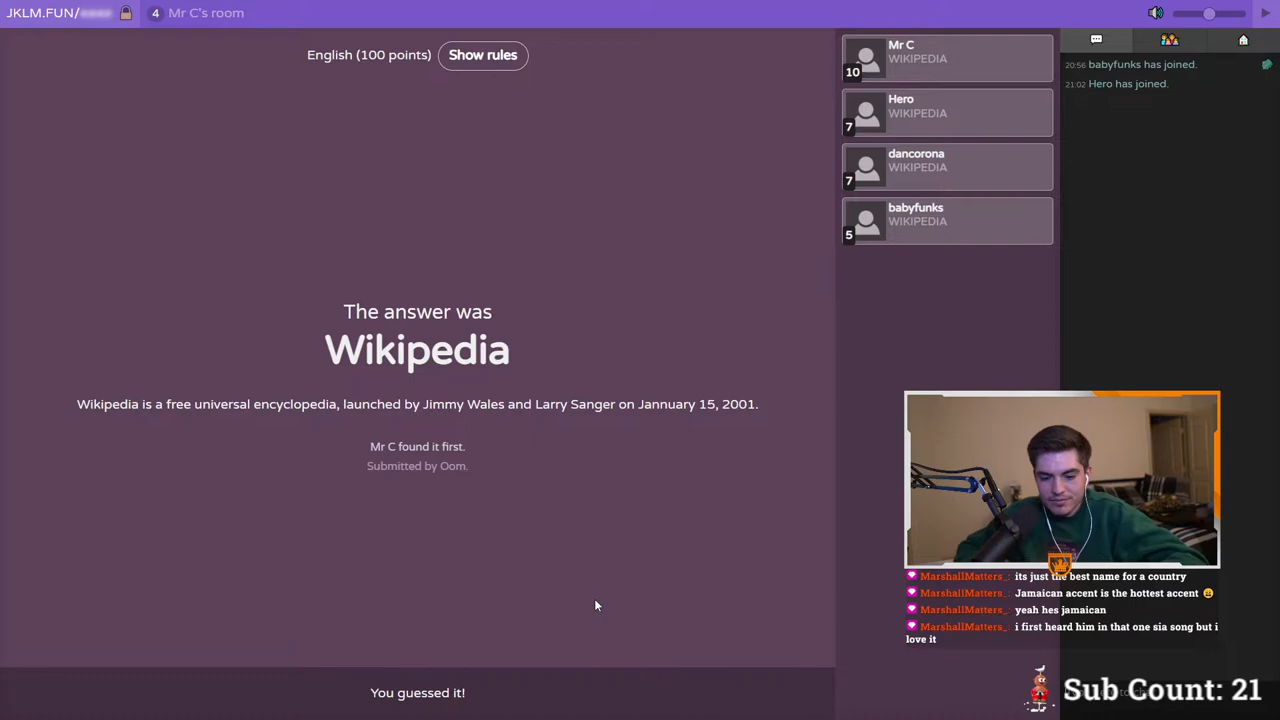 JKLM.FUN/
4 Mr C's room
English (100 points) Show rules
The answer was
Wikipedia
Wikipedia is a free universal encyclopedia, launched by Jimmy Wales and Larry Sanger on Jannuary 15, 2001.
Mr C found it first.
Submitted by Oom.
You guessed it!
Mr C
WIKIPEDIA
10
Hero
WIKIPEDIA
7
dancorona
WIKIPEDIA
7
babyfunks
WIKIPEDIA
5
20:56 babyfunks has joined.
21:02 Hero has joined.
MarshallMatters_: its just the best name for a country
MarshallMatters_: Jamaican accent is the hottest accent 😀
MarshallMatters_: yeah hes jamaican
MarshallMatters_: i first heard him in that one sia song but i
love it
Sub Count: 21